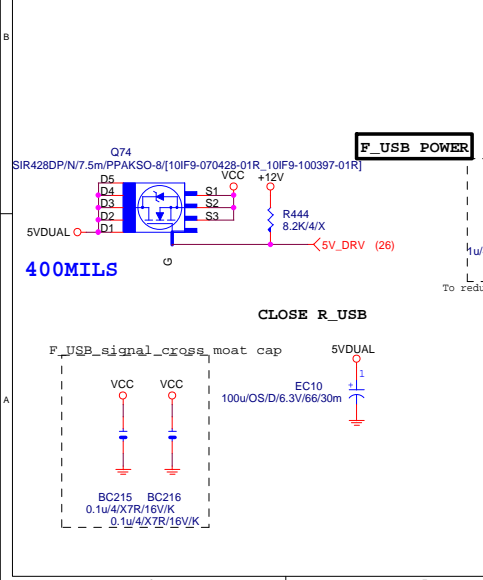 B
F_USB POWER
Q74
SIR428DP/N/7.5m/PPAKSO-8/[10IF9-070428-01R_10IF9-100397-01R]
VCC
+12V
D5
D4
D3
D2
D1
S1
S2
S3
R444
8.2K/4/X
5VDUAL
5V_DRV (26)
1u/
400MILS
G
To redu
CLOSE R_USB
F_USB_signal_cross moat cap
5VDUAL
VCC
VCC
1
+
EC10
100u/OS/D/6.3V/66/30m
A
BC215
BC216
0.1u/4/X7R/16V/K
0.1u/4/X7R/16V/K